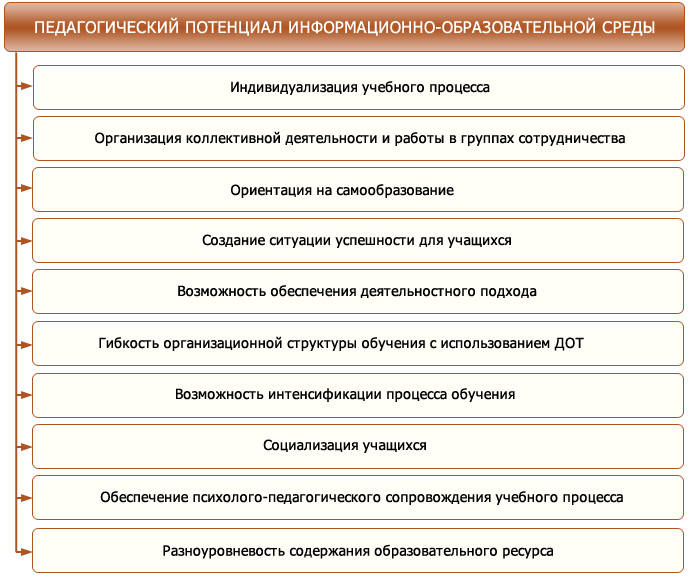 ПЕДАГОГИЧЕСКИЙ ПОТЕНЦИАЛ ИНФОРМАЦИОННО-ОБРАЗОВАТЕЛЬНОЙ СРЕДЫ
Индивидуализация учебного процесса
Организация коллективной деятельности и работы в группах сотрудничества
Ориентация на самообразование
Создание ситуации успешности для учащихся
Возможность обеспечения деятельностного подхода
Гибкость организационной структуры обучения с использованием ДОТ
Возможность интенсификации процесса обучения
Социализация учащихся
Обеспечение психолого-педагогического сопровождения учебного процесса
Разноуровневость содержания образовательного ресурса